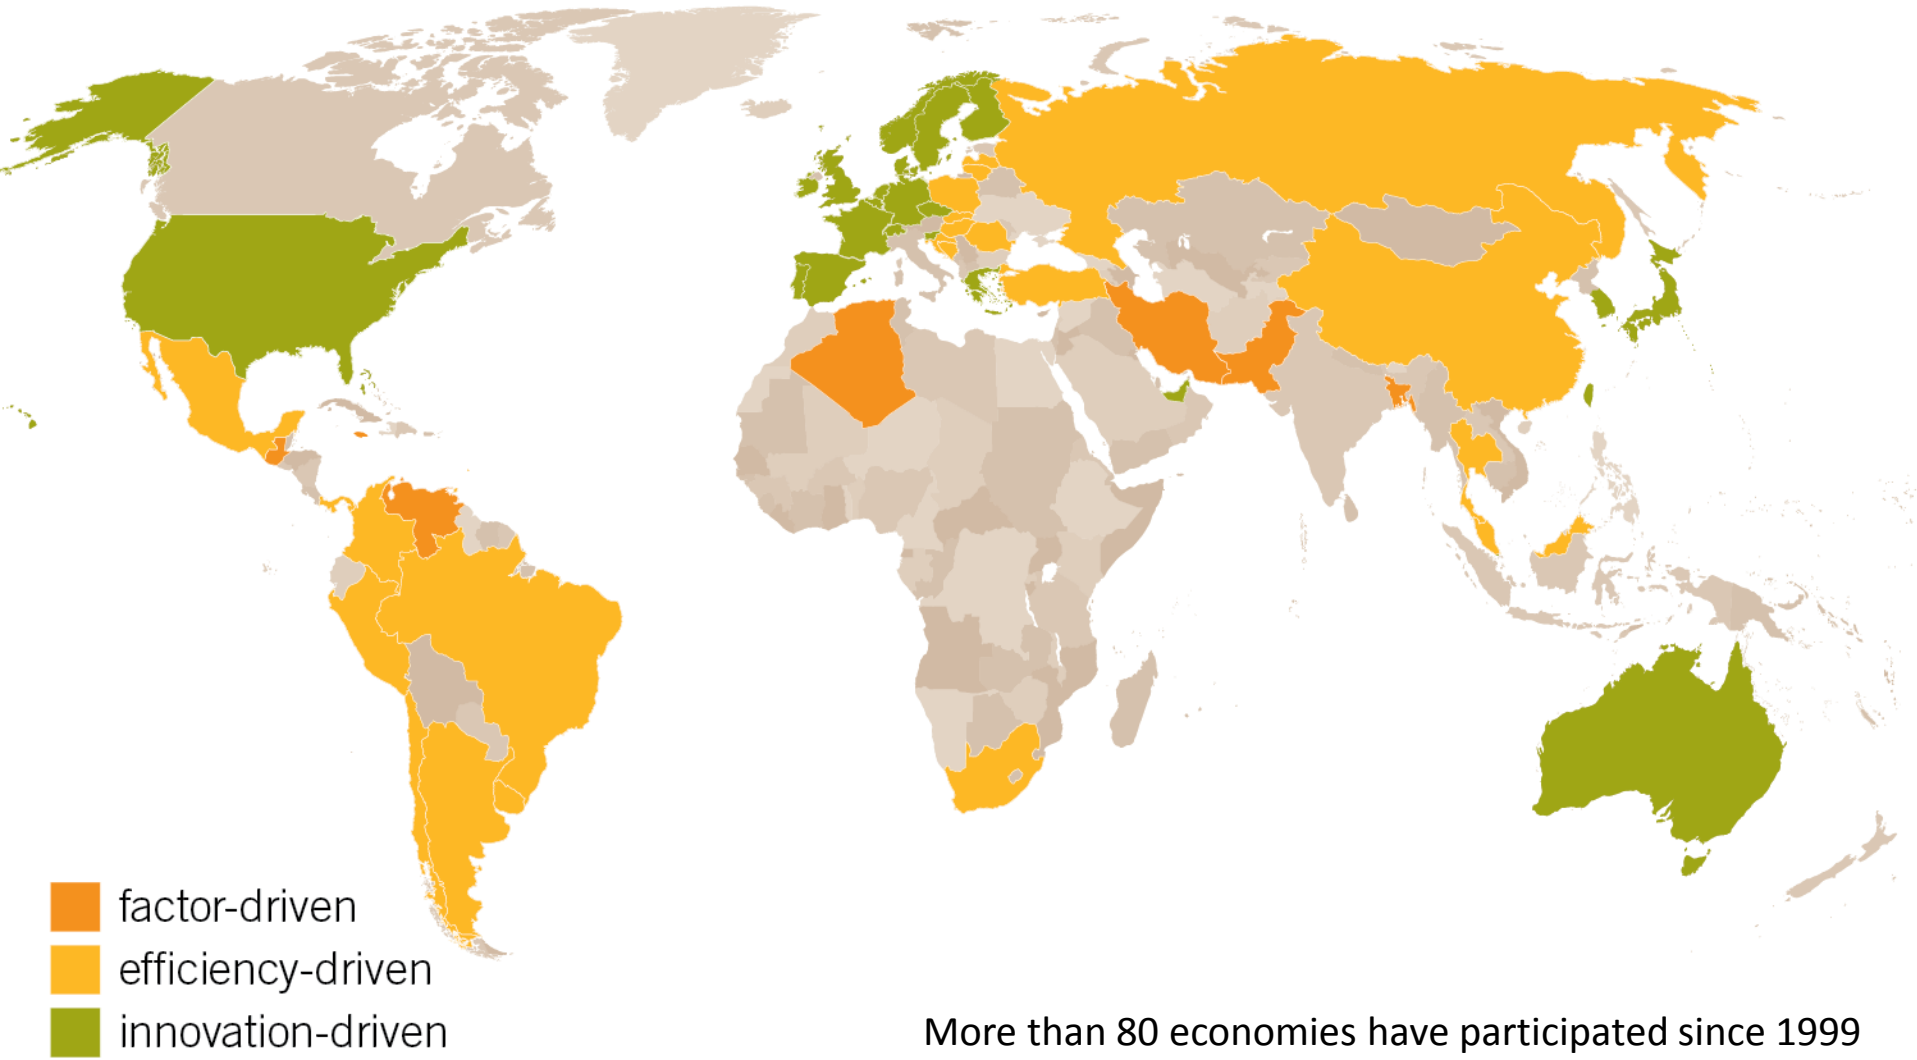 factor-driven
efficiency-driven
innovation-driven
More than 80 economies have participated since 1999